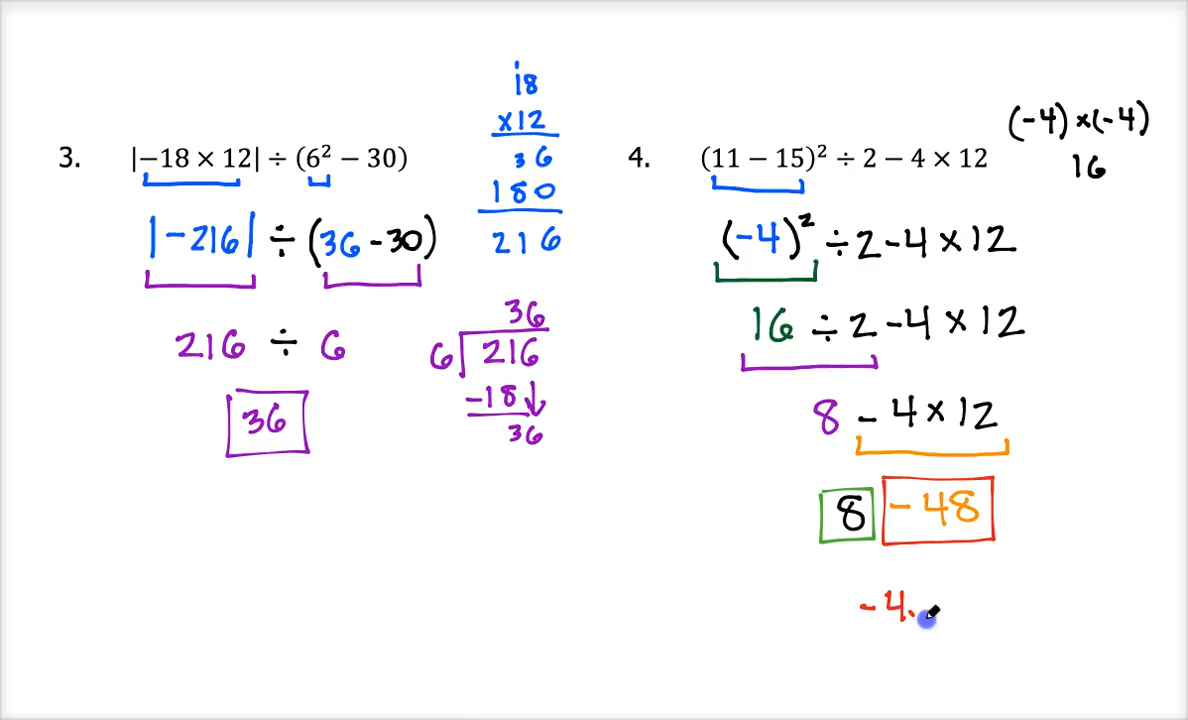 3. |−18 × 12| ÷ (6² − 30)
|-216| ÷ (36 - 30)
216 ÷ 6
36
18
×12
36
180
216
36
6 216
-18↓
36
4. (11 − 15)² ÷ 2 − 4 × 12
(-4)×(-4)
16
(-4)² ÷ 2 - 4 × 12
16 ÷ 2 - 4 × 12
8 - 4 × 12
8 - 48
-4.